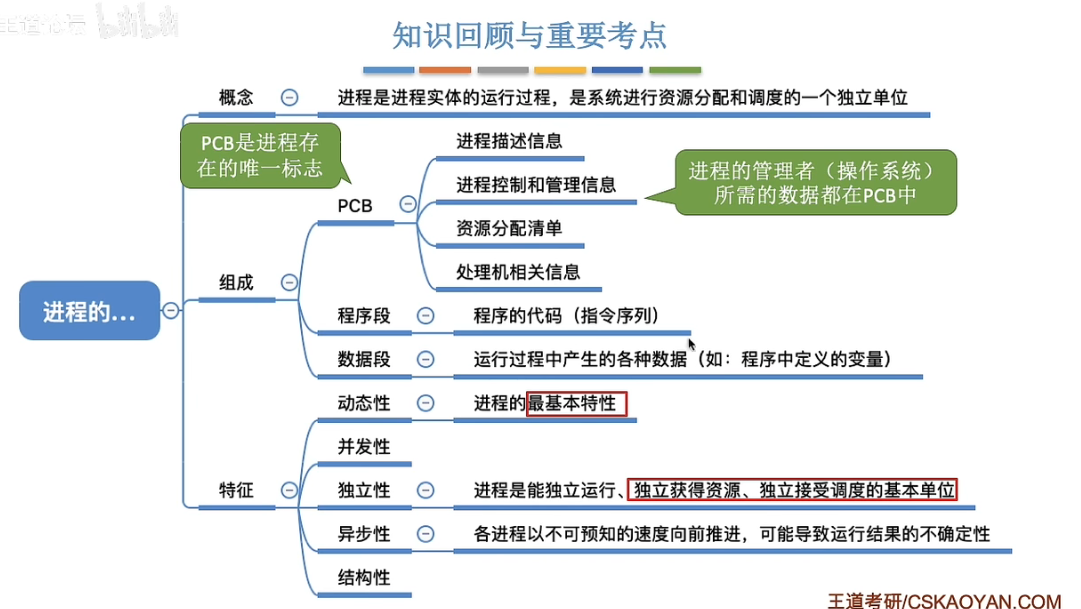 王道论坛 bilibili
知识回顾与重要考点
概念
进程是进程实体的运行过程，是系统进行资源分配和调度的一个独立单位
PCB是进程存
在的唯一标志
进程描述信息
进程控制和管理信息
进程的管理者（操作系统）
所需的数据都在PCB中
PCB
资源分配清单
处理机相关信息
组成
进程的...
程序段
程序的代码（指令序列）
数据段
运行过程中产生的各种数据（如：程序中定义的变量）
动态性
进程的最基本特性
并发性
特征
独立性
进程是能独立运行、独立获得资源、独立接受调度的基本单位
异步性
各进程以不可预知的速度向前推进，可能导致运行结果的不确定性
结构性
王道考研/CSKAOYAN.COM